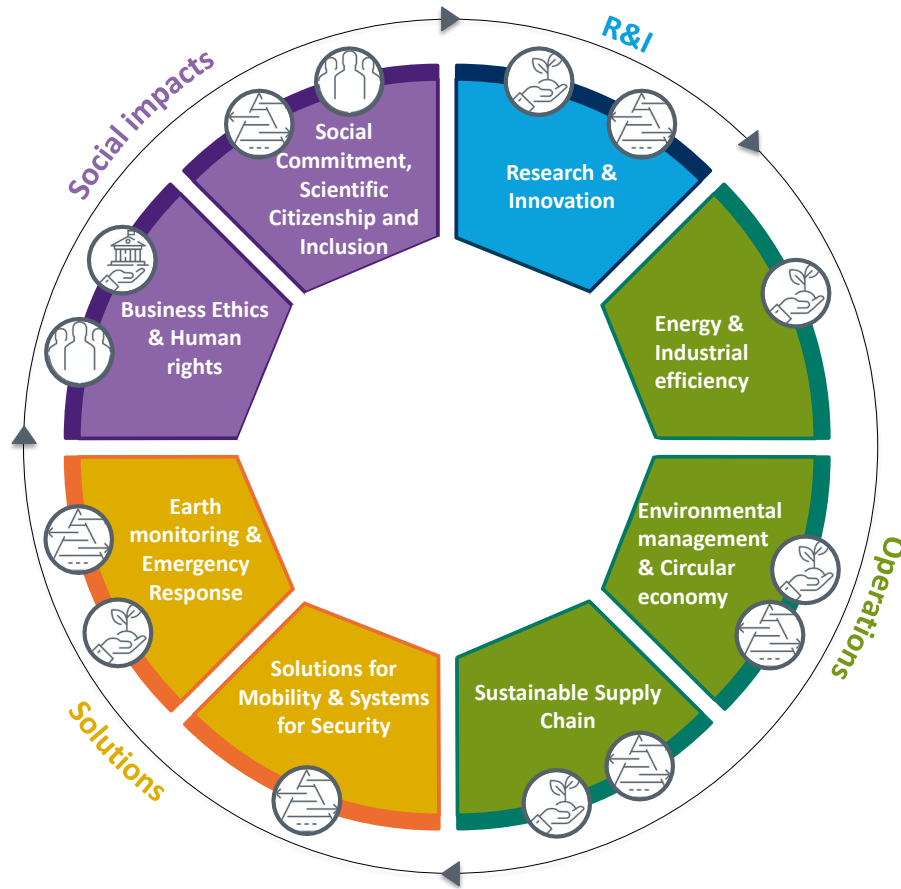 R&I
Research &
Innovation
Energy &
Industrial
efficiency
Operations
Environmental
management
& Circular
economy
Sustainable Supply
Chain
Solutions
Solutions for
Mobility & Systems
for Security
Earth
monitoring &
Emergency
Response
Social impacts
Business Ethics
& Human
rights
Social
Commitment,
Scientific
Citizenship and
Inclusion